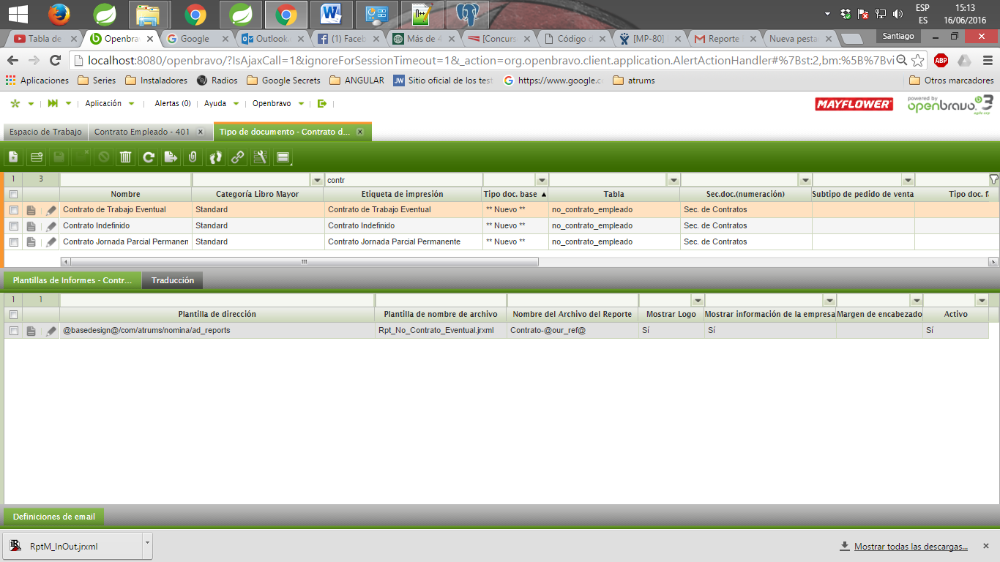 ESP
ES
15:13
16/06/2016
Tabla de
Openbra
Google
Outlook.
(1) Faceb
Más de 4
[Concurs
Código d
[MP-80]
Reporte
Nueva pesta
Santiago
localhost:8080/openbravo/?IsAjaxCall=1&ignoreForSessionTimeout=1&_action=org.openbravo.client.application.AlertActionHandler#%7Bst:2,bm:%5B%7Bvi
ABP
Aplicaciones
Series
Instaladores
Radios
Google Secrets
ANGULAR
JW
Sitio oficial de los test
https://www.google.c
atrums
Otros marcadores
Aplicación
Alertas (0)
Ayuda
Openbravo
MAYFLOWER
powered by
openbravo 3
agile erp
Espacio de Trabajo
Contrato Empleado - 401
Tipo de documento - Contrato d...
1 3 contr
Nombre Categoría Libro Mayor Etiqueta de impresión Tipo doc. base Tabla Sec.doc.(numeración) Subtipo de pedido de venta Tipo doc. fa
Contrato de Trabajo Eventual Standard Contrato de Trabajo Eventual ** Nuevo ** no_contrato_empleado Sec. de Contratos
Contrato Indefinido Standard Contrato Indefinido ** Nuevo ** no_contrato_empleado Sec. de Contratos
Contrato Jornada Parcial Permanen Standard Contrato Jornada Parcial Permanente ** Nuevo ** no_contrato_empleado Sec. de Contratos
Plantillas de Informes - Contr...
Traducción
1 1
Plantilla de dirección Plantilla de nombre de archivo Nombre del Archivo del Reporte Mostrar Logo Mostrar información de la empresa Margen de encabezado Activo
@basedesign@/com/atrums/nomina/ad_reports Rpt_No_Contrato_Eventual.jrxml Contrato-@our_ref@ Sí Sí Sí
Definiciones de email
iR
RptM_InOut.jrxml
Mostrar todas las descargas...